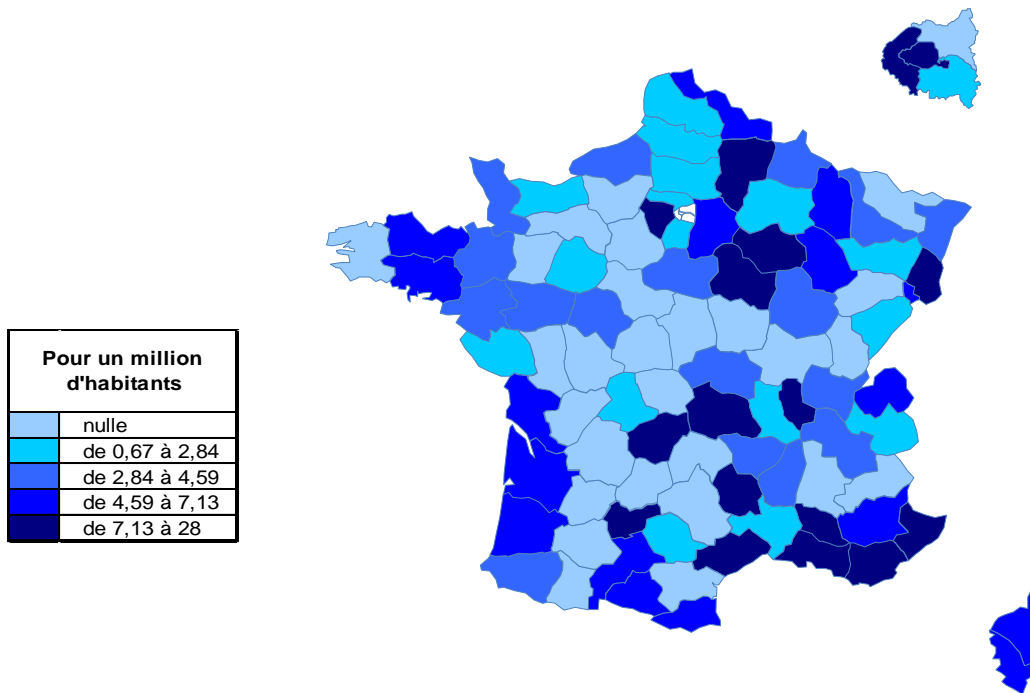 Pour un million
d'habitants
nulle
de 0,67 à 2,84
de 2,84 à 4,59
de 4,59 à 7,13
de 7,13 à 28